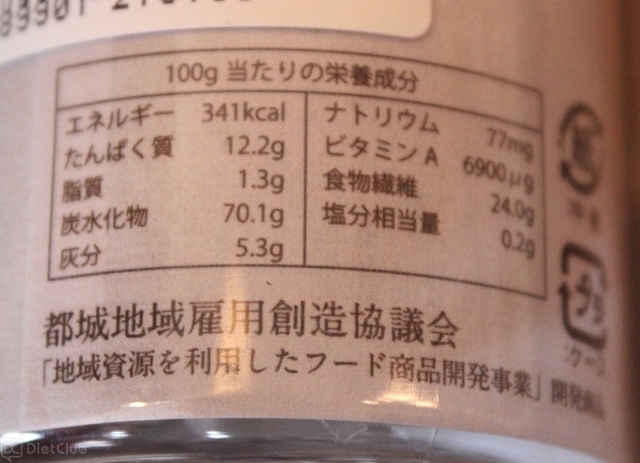 100g 当たりの栄養成分
エネルギー 341kcal
たんぱく質 12.2g
脂質 1.3g
炭水化物 70.1g
灰分 5.3g
ナトリウム 77mg
ビタミンA 6900μg
食物繊維 24.0g
塩分相当量 0.2g
都城地域雇用創造協議会
「地域資源を利用したフード商品開発事業」開発商品
プラ
DietClub